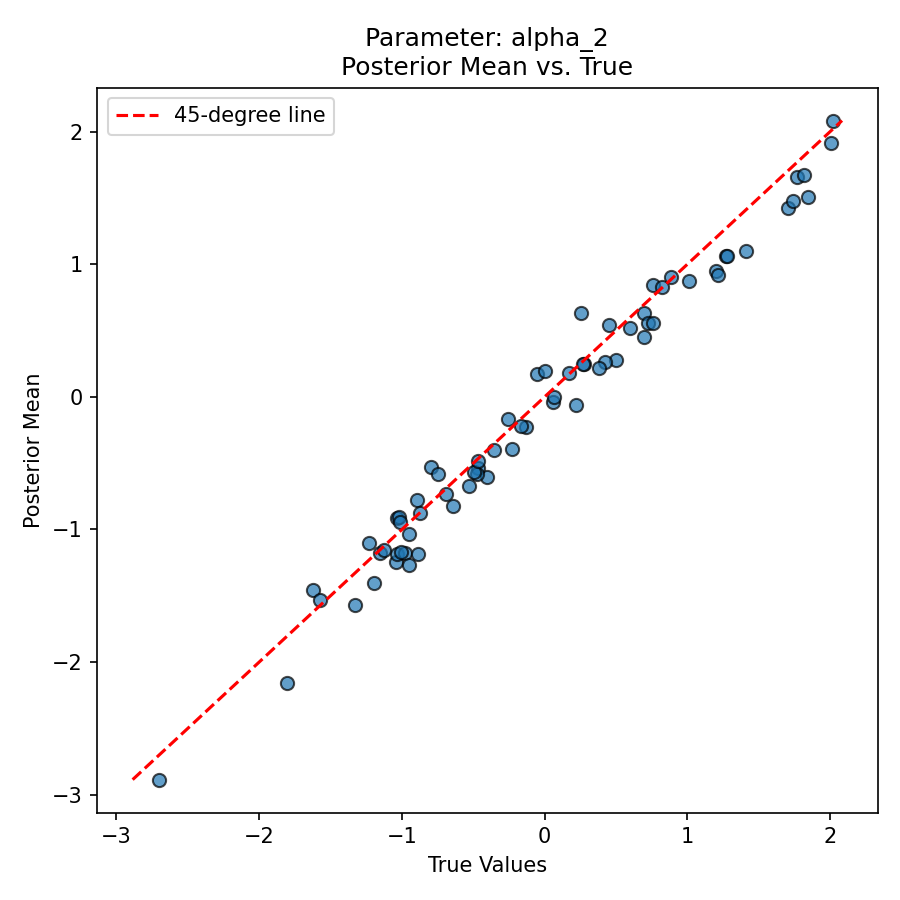 Parameter: alpha_2
Posterior Mean vs. True
45-degree line
2
1
0
−1
−2
−3
Posterior Mean
−3
−2
−1
0
1
2
True Values